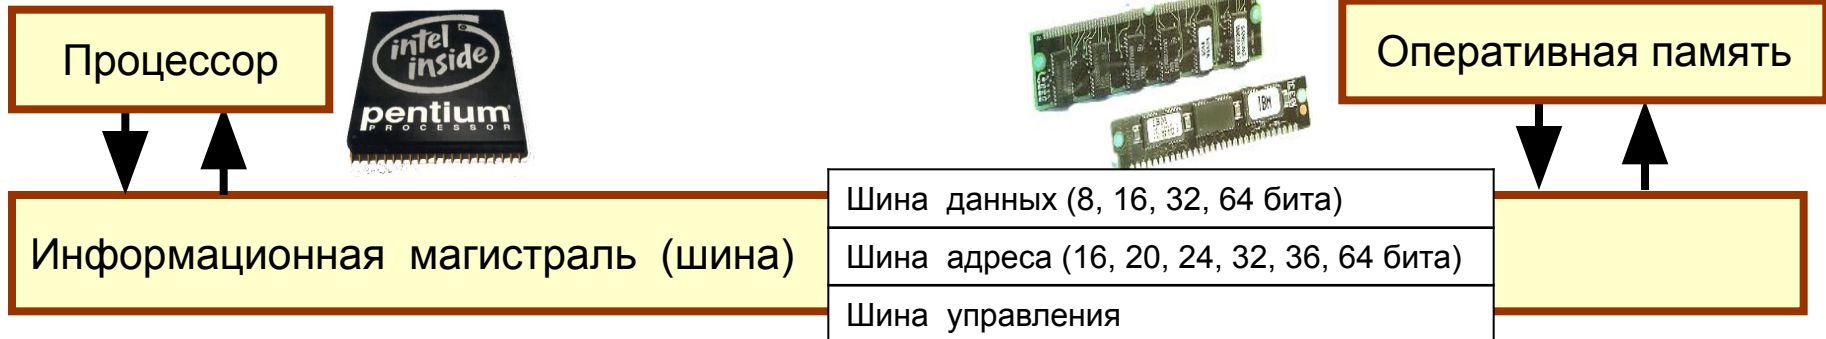 Процессор
intel
inside
pentium
PROCESSOR
IBM
Оперативная память
Информационная магистраль (шина)
Шина данных (8, 16, 32, 64 бита)
Шина адреса (16, 20, 24, 32, 36, 64 бита)
Шина управления